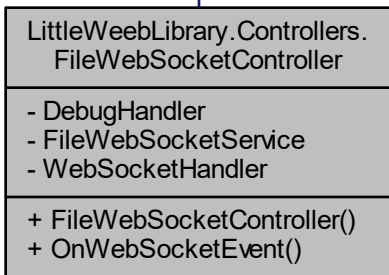 LittleWeebLibrary.Controllers.
FileWebSocketController
- DebugHandler
- FileWebSocketService
- WebSocketHandler
+ FileWebSocketController()
+ OnWebSocketEvent()